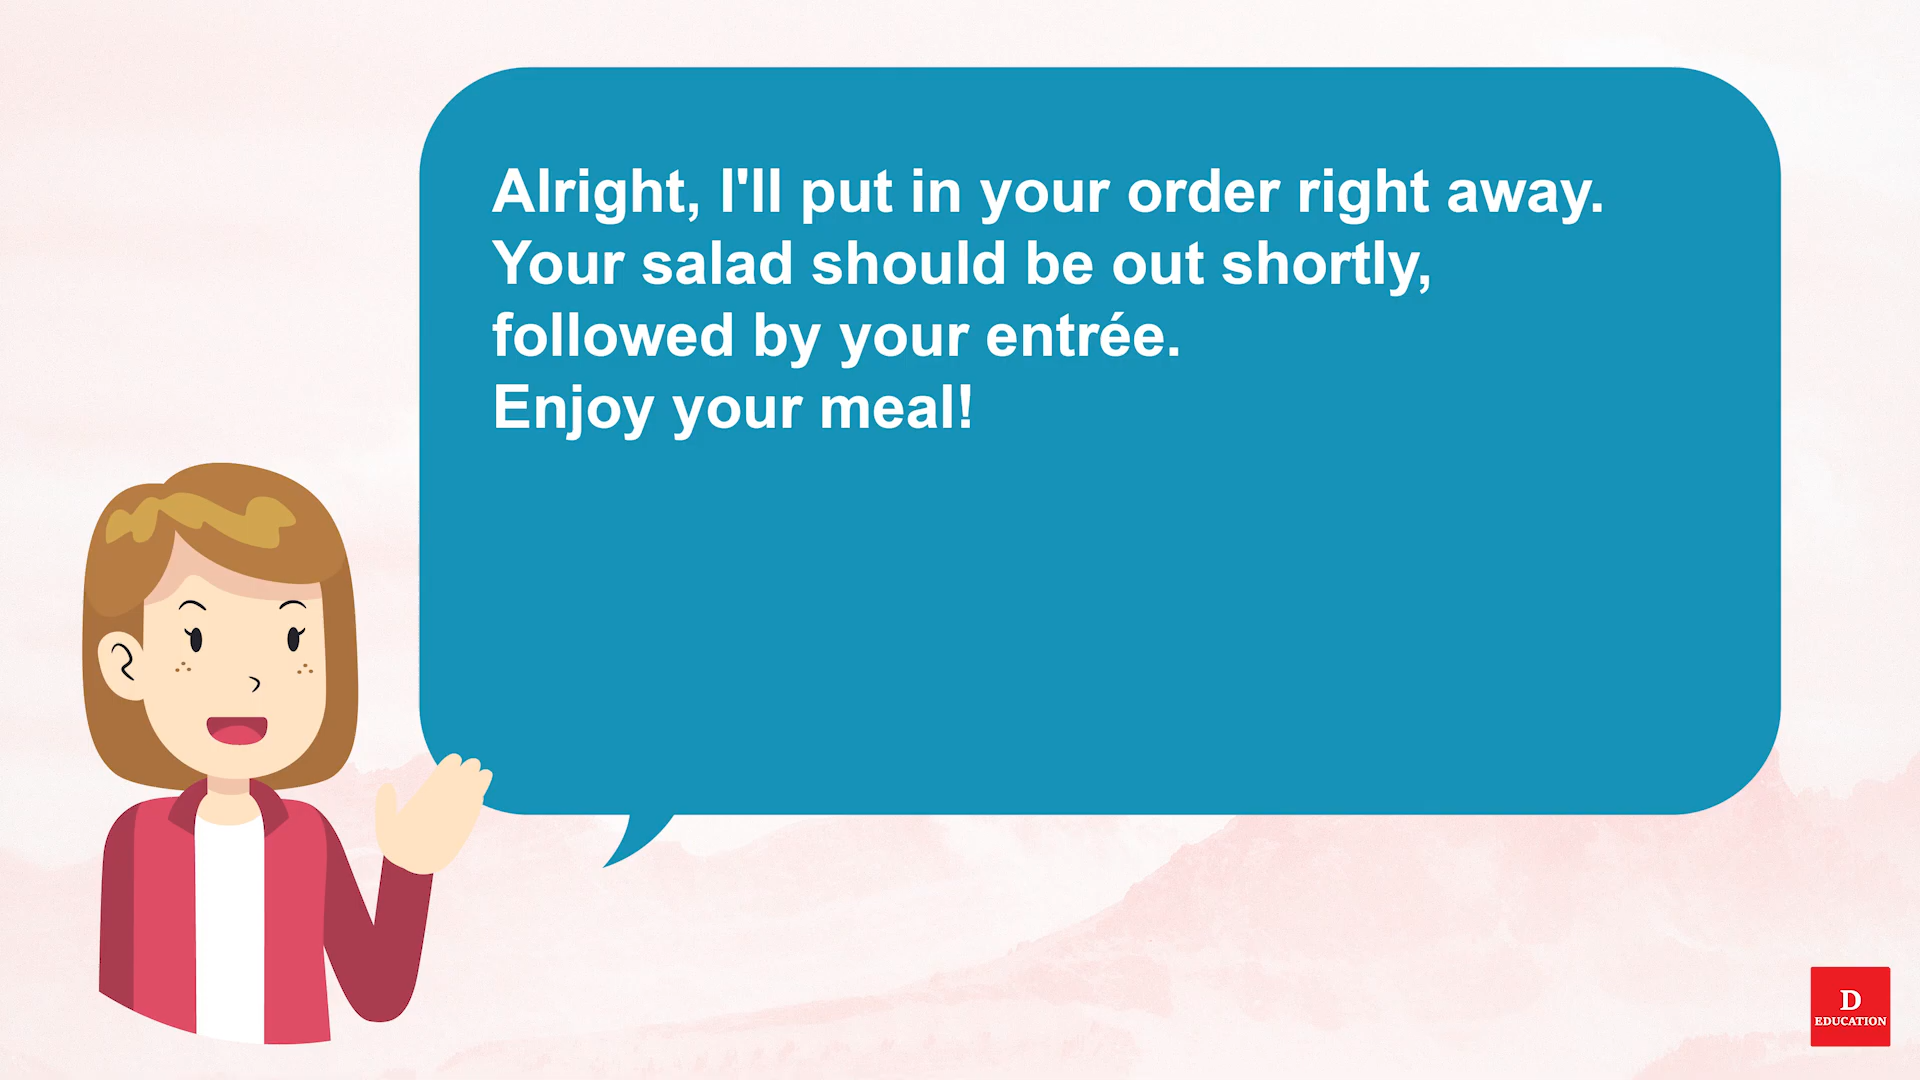 Alright, I'll put in your order right away.
Your salad should be out shortly,
followed by your entrée.
Enjoy your meal!
D
EDUCATION